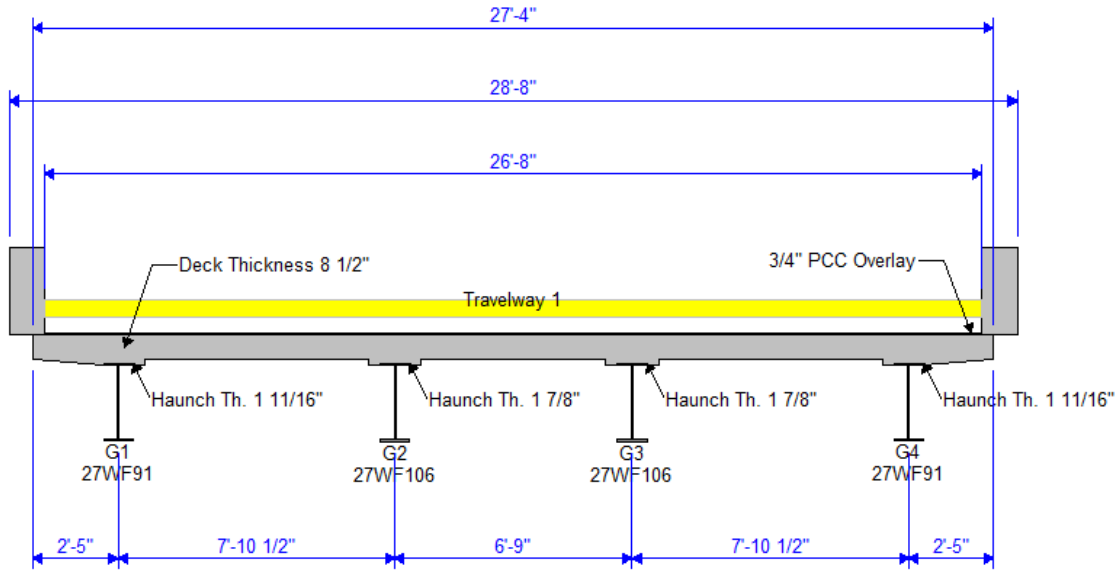 27'-4"
28'-8"
26'-8"
Deck Thickness 8 1/2"
3/4" PCC Overlay
Travelway 1
Haunch Th. 1 11/16"
Haunch Th. 1 7/8"
Haunch Th. 1 7/8"
Haunch Th. 1 11/16"
G1
27WF91
G2
27WF106
G3
27WF106
G4
27WF91
2'-5"
7'-10 1/2"
6'-9"
7'-10 1/2"
2'-5"